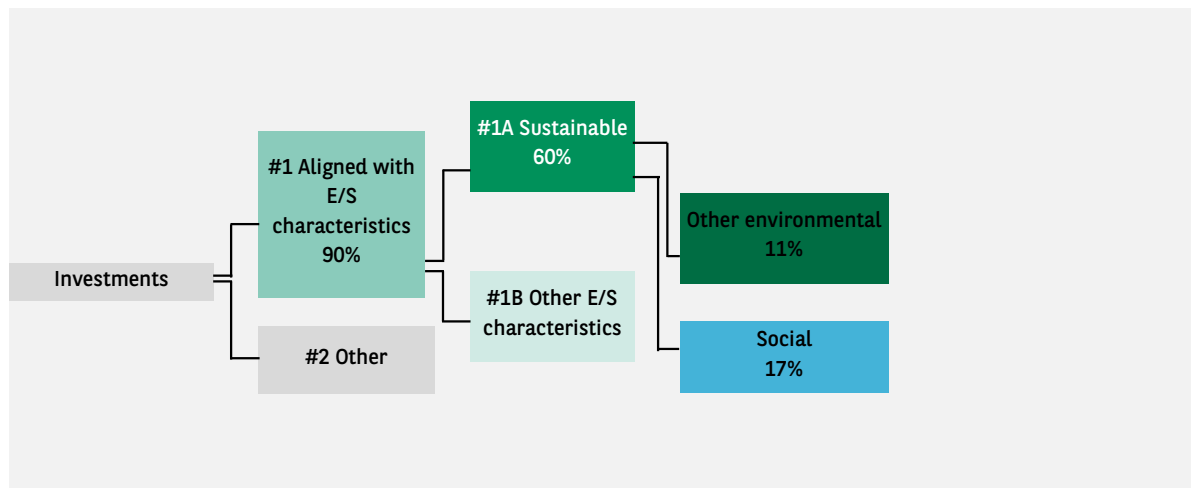 Investments
#1 Aligned with
E/S
characteristics
90%
#2 Other
#1A Sustainable
60%
#1B Other E/S
characteristics
Other environmental
11%
Social
17%